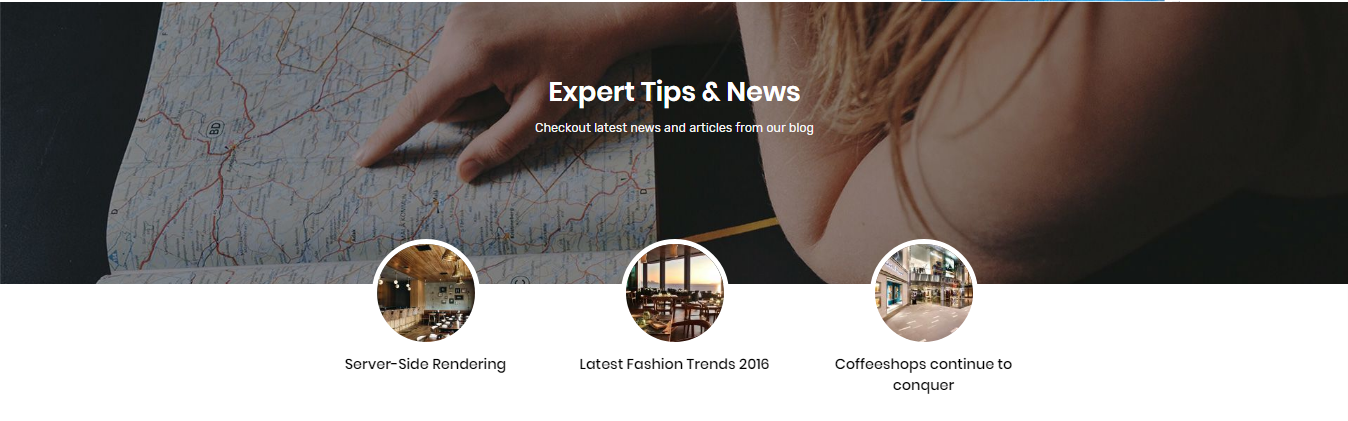 Expert Tips & News
Checkout latest news and articles from our blog
BD
D
D
Server-Side Rendering
Latest Fashion Trends 2016
Coffeeshops continue to
conquer